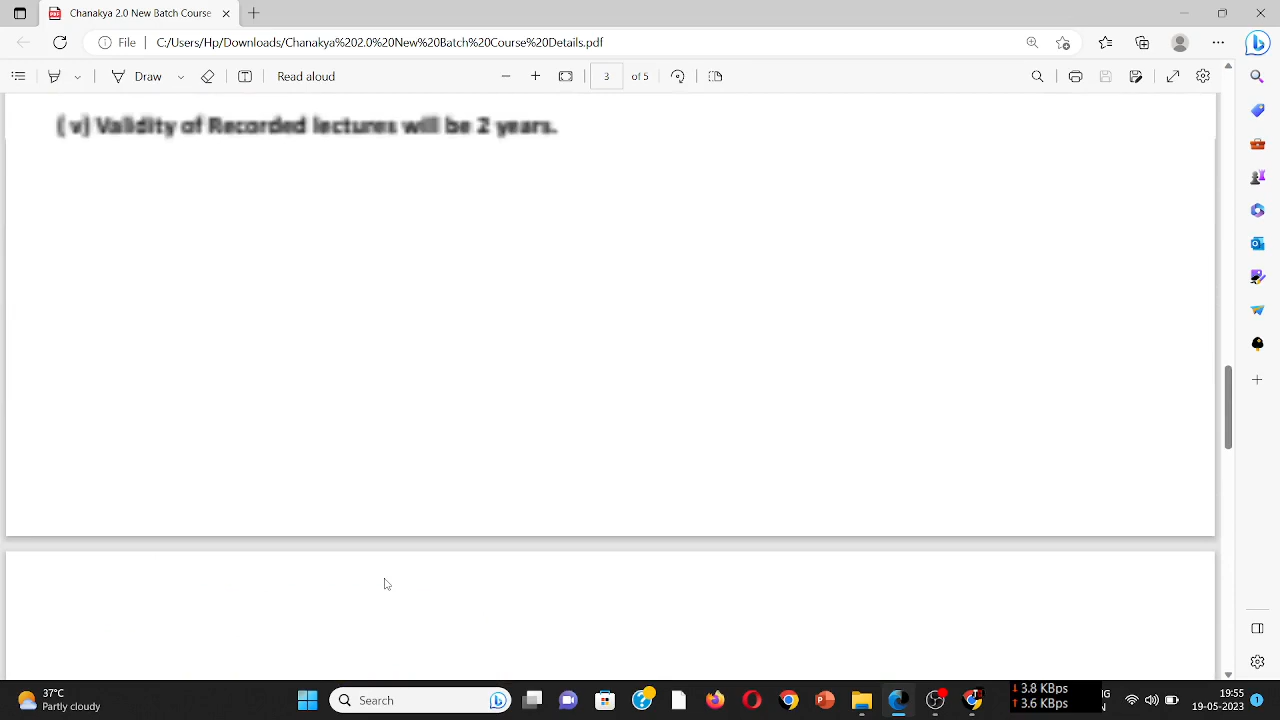 Chanakya 2.0 New Batch Course
File
C:/Users/Hp/Downloads/Chanakya%202.0%20New%20Batch%20Course%20Details.pdf
Draw
Read aloud
3
of 5
( v) Validity of Recorded lectures will be 2 years.
37°C
Partly cloudy
Search
↓ 3.8 KBps
↑ 3.6 KBps
19:55
19-05-2023
1